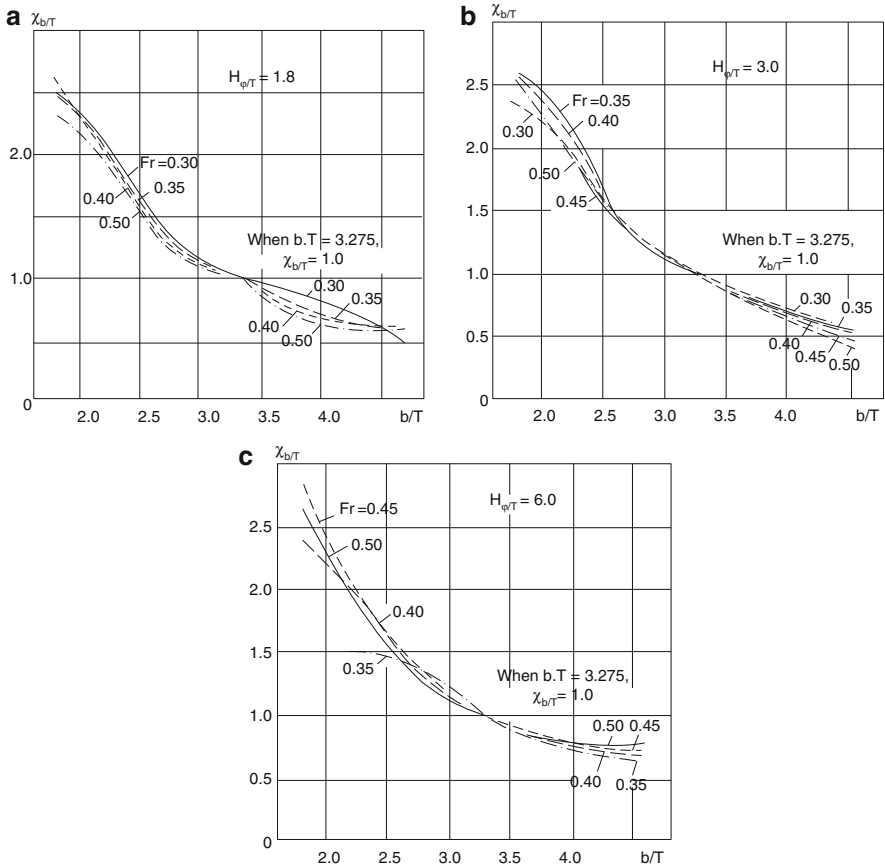 a
χb/T
Hφ/T = 1.8
2.0
Fr=0.30
0.35
0.40
0.50
When b.T = 3.275,
χb/T= 1.0
1.0
0.30
0.35
0.40
0.50
0
2.0 2.5 3.0 3.5 4.0 b/T
b
χb/T
Hφ/T = 3.0
2.5
Fr=0.35
0.40
0.30
2.0
0.50
0.45
1.5
When b.T = 3.275,
χb/T= 1.0
1.0
0.30
0.35
0.5
0.40
0.45
0.50
0
2.0 2.5 3.0 3.5 4.0 b/T
c
χb/T
Hφ/T = 6.0
2.5
Fr=0.45
0.50
2.0
0.40
1.5
0.35
When b.T = 3.275,
χb/T= 1.0
1.0
0.50 0.45
0.40
0.35
0.5
0
2.0 2.5 3.0 3.5 4.0 b/T